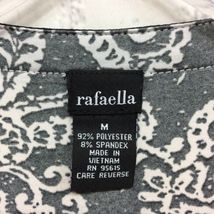 rafaella
M
92% POLYESTER
8% SPANDEX
MADE IN
VIETNAM
RN 95615
CARE REVERSE